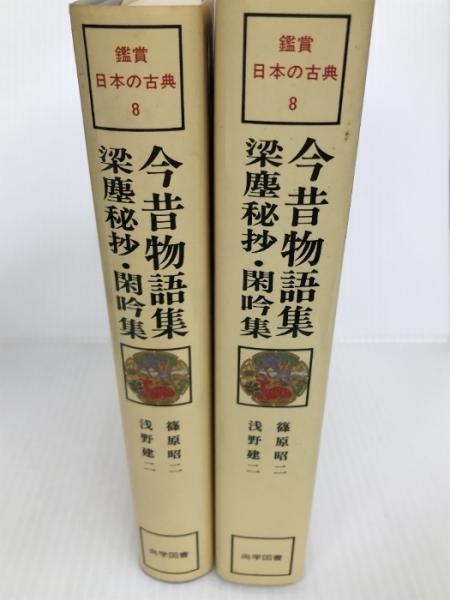 鑑賞
日本の古典
8
今昔物語集
梁塵秘抄・閑吟集
篠原昭二
浅野建二
尚学図書
鑑賞
日本の古典
8
今昔物語集
梁塵秘抄・閑吟集
篠原昭二
浅野建二
尚学図書